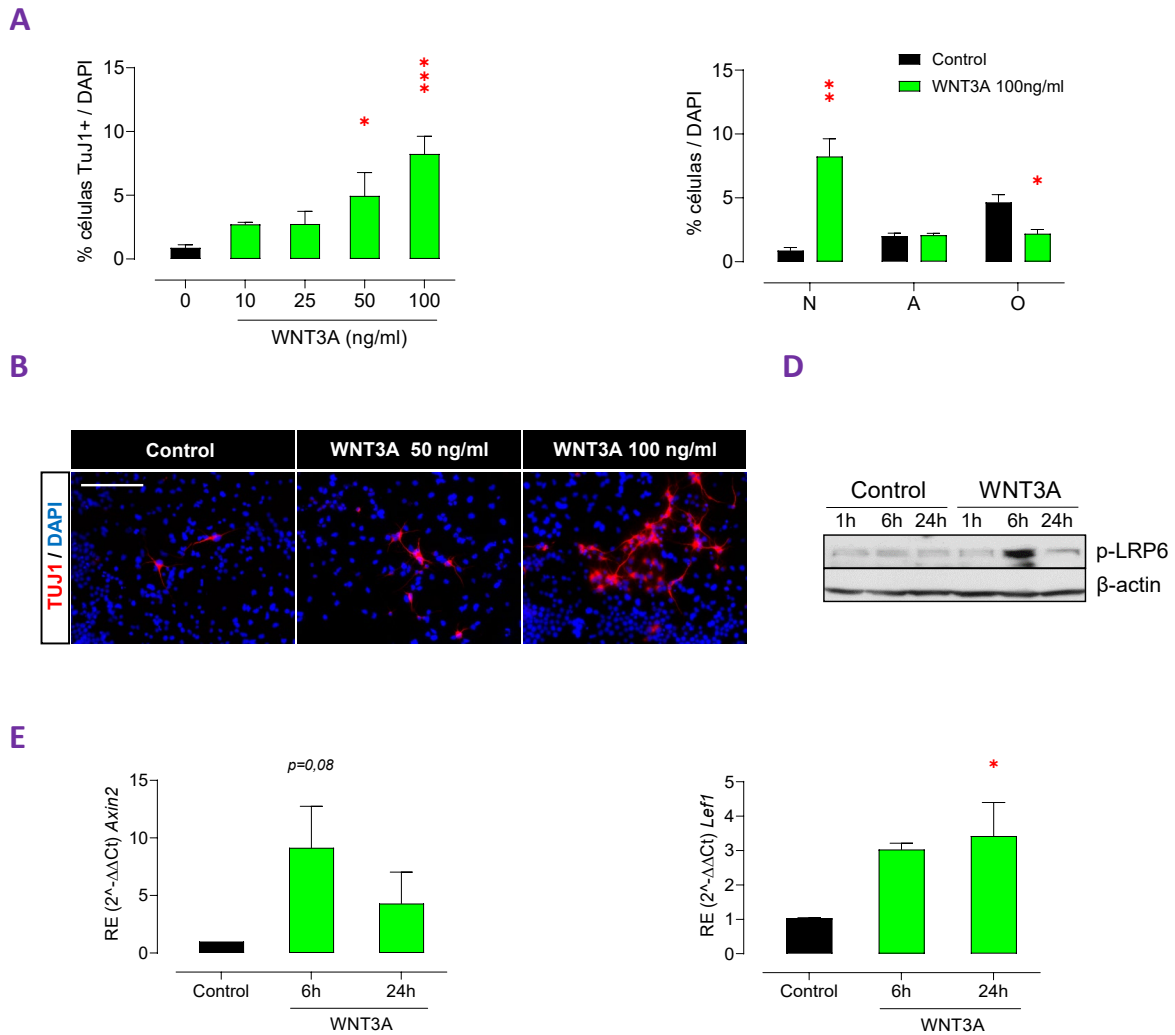 A
% células TuJ1+ / DAPI
15
10
5
0
*
***
0 10 25 50 100
WNT3A (ng/ml)
% células / DAPI
15
10
5
0
**
*
Control
WNT3A 100ng/ml
N A O
B
Control WNT3A 50 ng/ml WNT3A 100 ng/ml
TUJ1 / DAPI
D
Control WNT3A
1h 6h 24h 1h 6h 24h
p-LRP6
β-actin
E
RE (2^-ΔΔCt) Axin2
15
10
5
0
p=0,08
Control 6h 24h
WNT3A
RE (2^-ΔΔCt) Lef1
5
4
3
2
1
0
*
Control 6h 24h
WNT3A